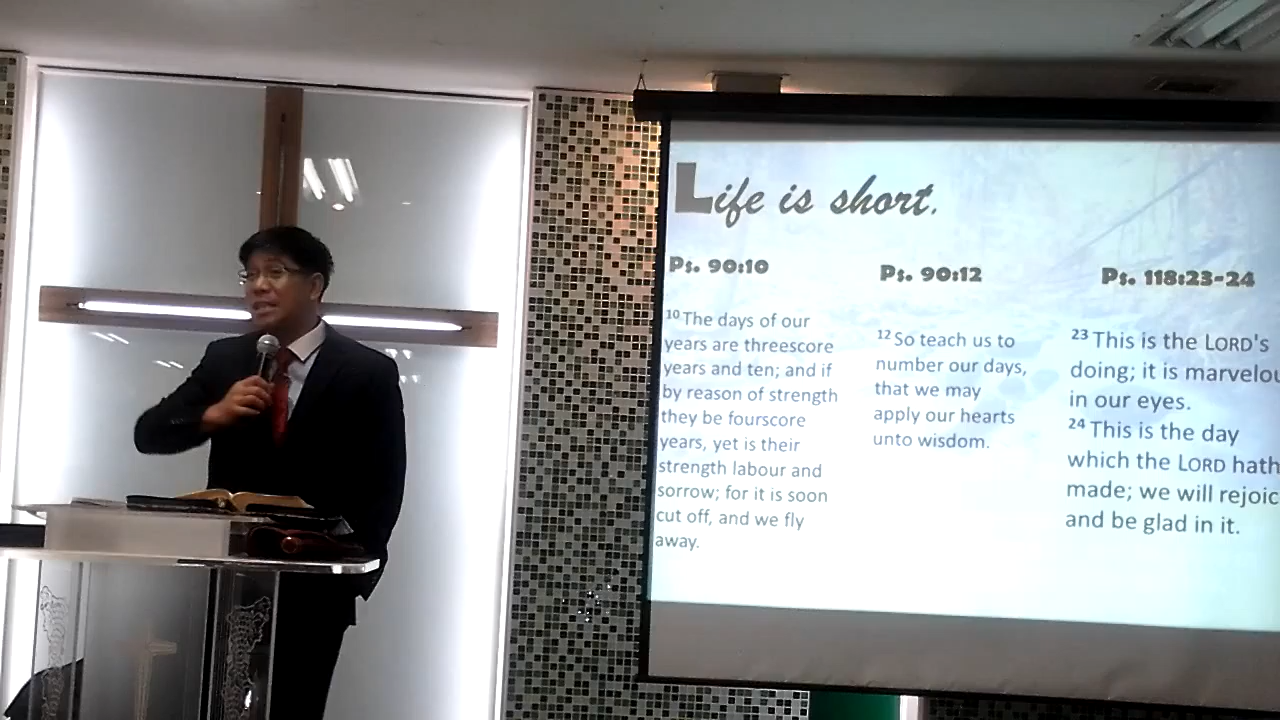 Life is short.
Ps. 90:10
10 The days of our
years are threescore
years and ten; and if
by reason of strength
they be fourscore
years, yet is their
strength labour and
sorrow; for it is soon
cut off, and we fly
away.
Ps. 90:12
12 So teach us to
number our days,
that we may
apply our hearts
unto wisdom.
Ps. 118:23-24
23 This is the LORD's
doing; it is marvelou
in our eyes.
24 This is the day
which the LORD hath
made; we will rejoic
and be glad in it.